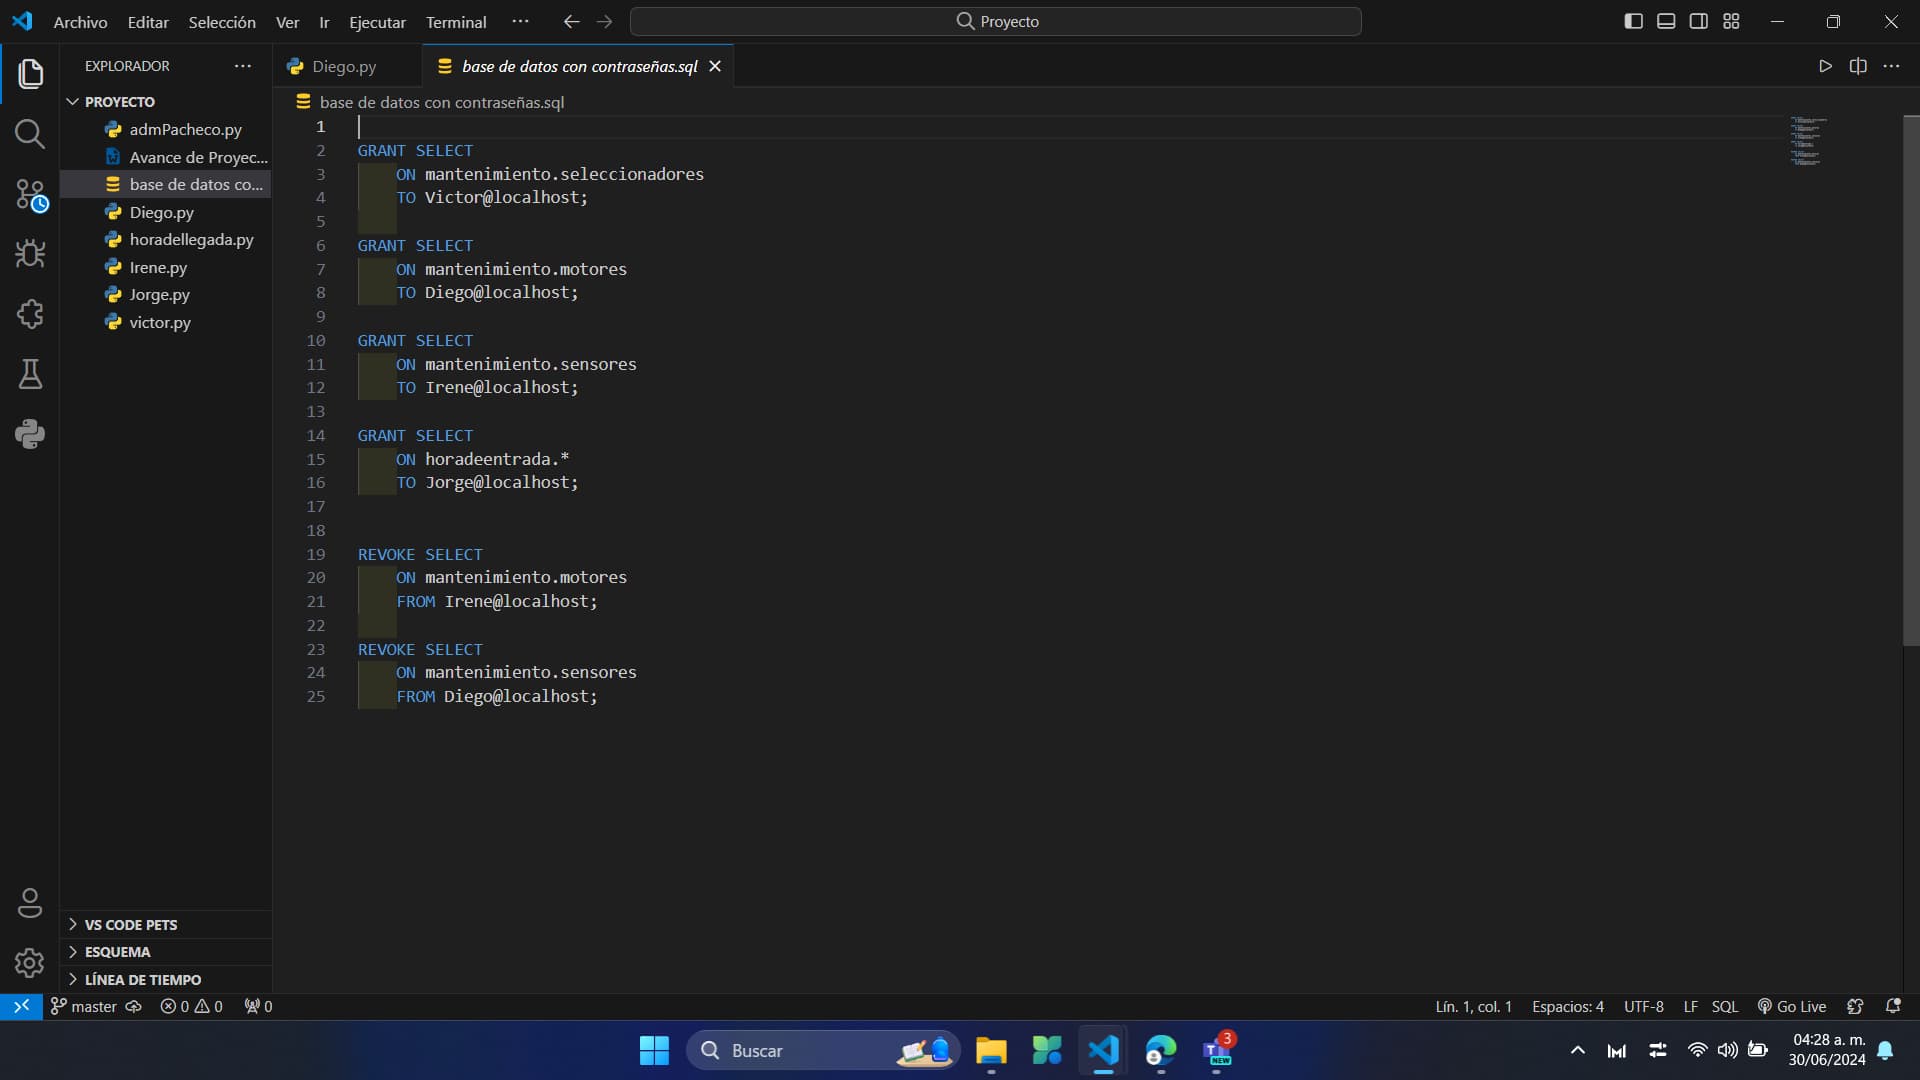 Archivo Editar Selección Ver Ir Ejecutar Terminal ··· Proyecto
EXPLORADOR ···
Diego.py
base de datos con contraseñas.sql
PROYECTO
admPacheco.py
Avance de Proyec...
base de datos co...
Diego.py
horadellegada.py
Irene.py
Jorge.py
victor.py
VS CODE PETS
ESQUEMA
LÍNEA DE TIEMPO
base de datos con contraseñas.sql
1
2 GRANT SELECT
3 ON mantenimiento.seleccionadores
4 TO Victor@localhost;
5
6 GRANT SELECT
7 ON mantenimiento.motores
8 TO Diego@localhost;
9
10 GRANT SELECT
11 ON mantenimiento.sensores
12 TO Irene@localhost;
13
14 GRANT SELECT
15 ON horadeentrada.*
16 TO Jorge@localhost;
17
18
19 REVOKE SELECT
20 ON mantenimiento.motores
21 FROM Irene@localhost;
22
23 REVOKE SELECT
24 ON mantenimiento.sensores
25 FROM Diego@localhost;
master 0 0 0 Lín. 1, col. 1 Espacios: 4 UTF-8 LF SQL Go Live
Buscar
3
T
NEW
04:28 a. m.
30/06/2024